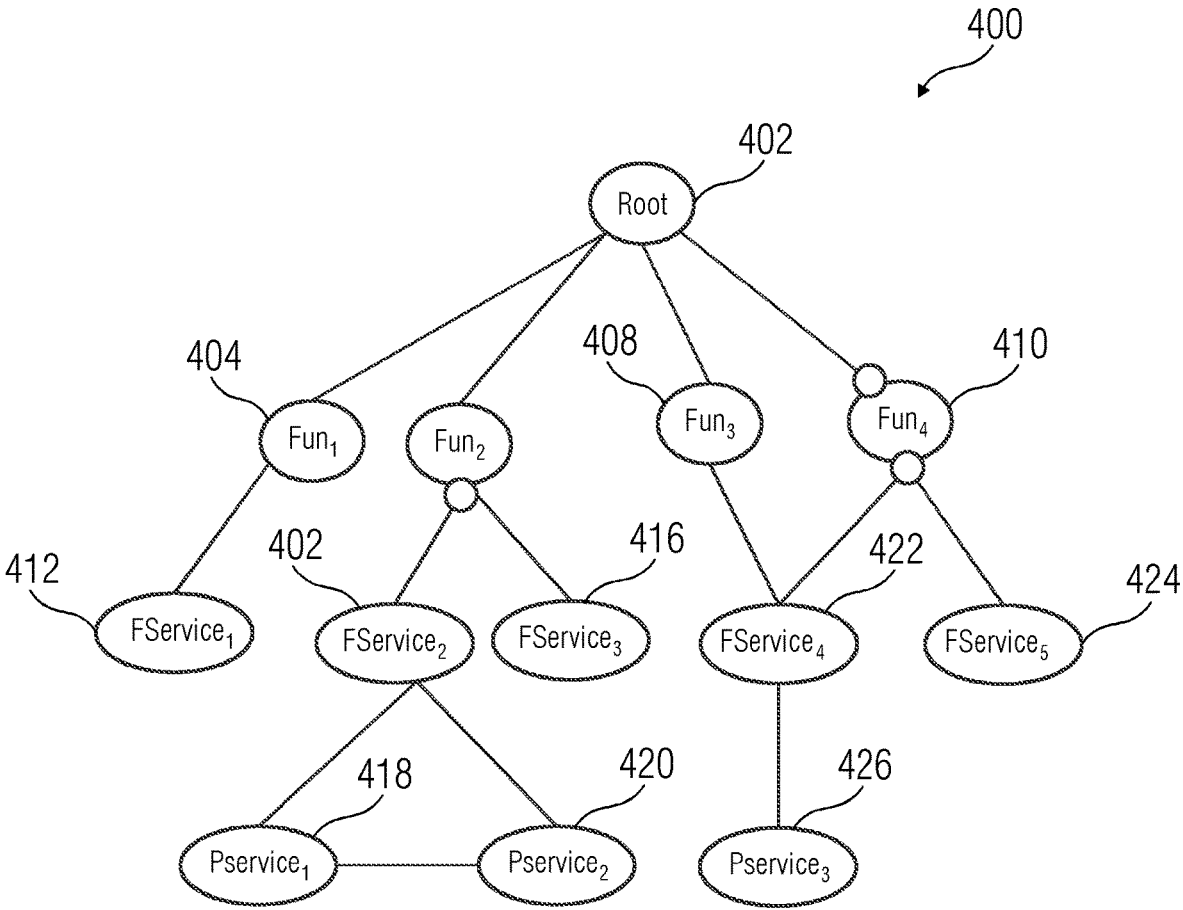 400
402
Root
404
408
410
Fun₁
Fun₂
Fun₃
Fun₄
412
402
416
422
424
FService₁
FService₂
FService₃
FService₄
FService₅
418
420
426
Pservice₁
Pservice₂
Pservice₃